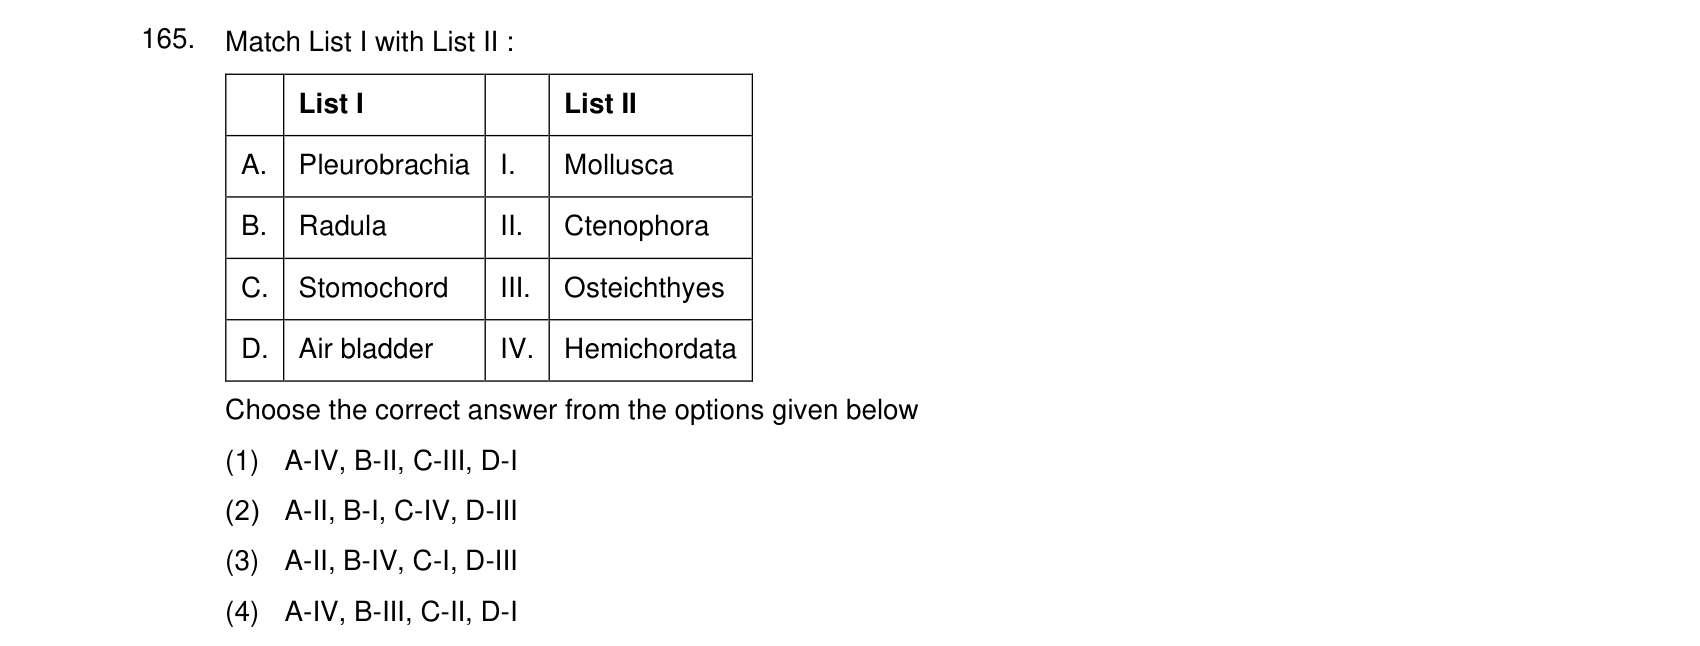 165. Match List I with List II :
List I List II
A. Pleurobrachia I. Mollusca
B. Radula II. Ctenophora
C. Stomochord III. Osteichthyes
D. Air bladder IV. Hemichordata
Choose the correct answer from the options given below
(1) A-IV, B-II, C-III, D-I
(2) A-II, B-I, C-IV, D-III
(3) A-II, B-IV, C-I, D-III
(4) A-IV, B-III, C-II, D-I